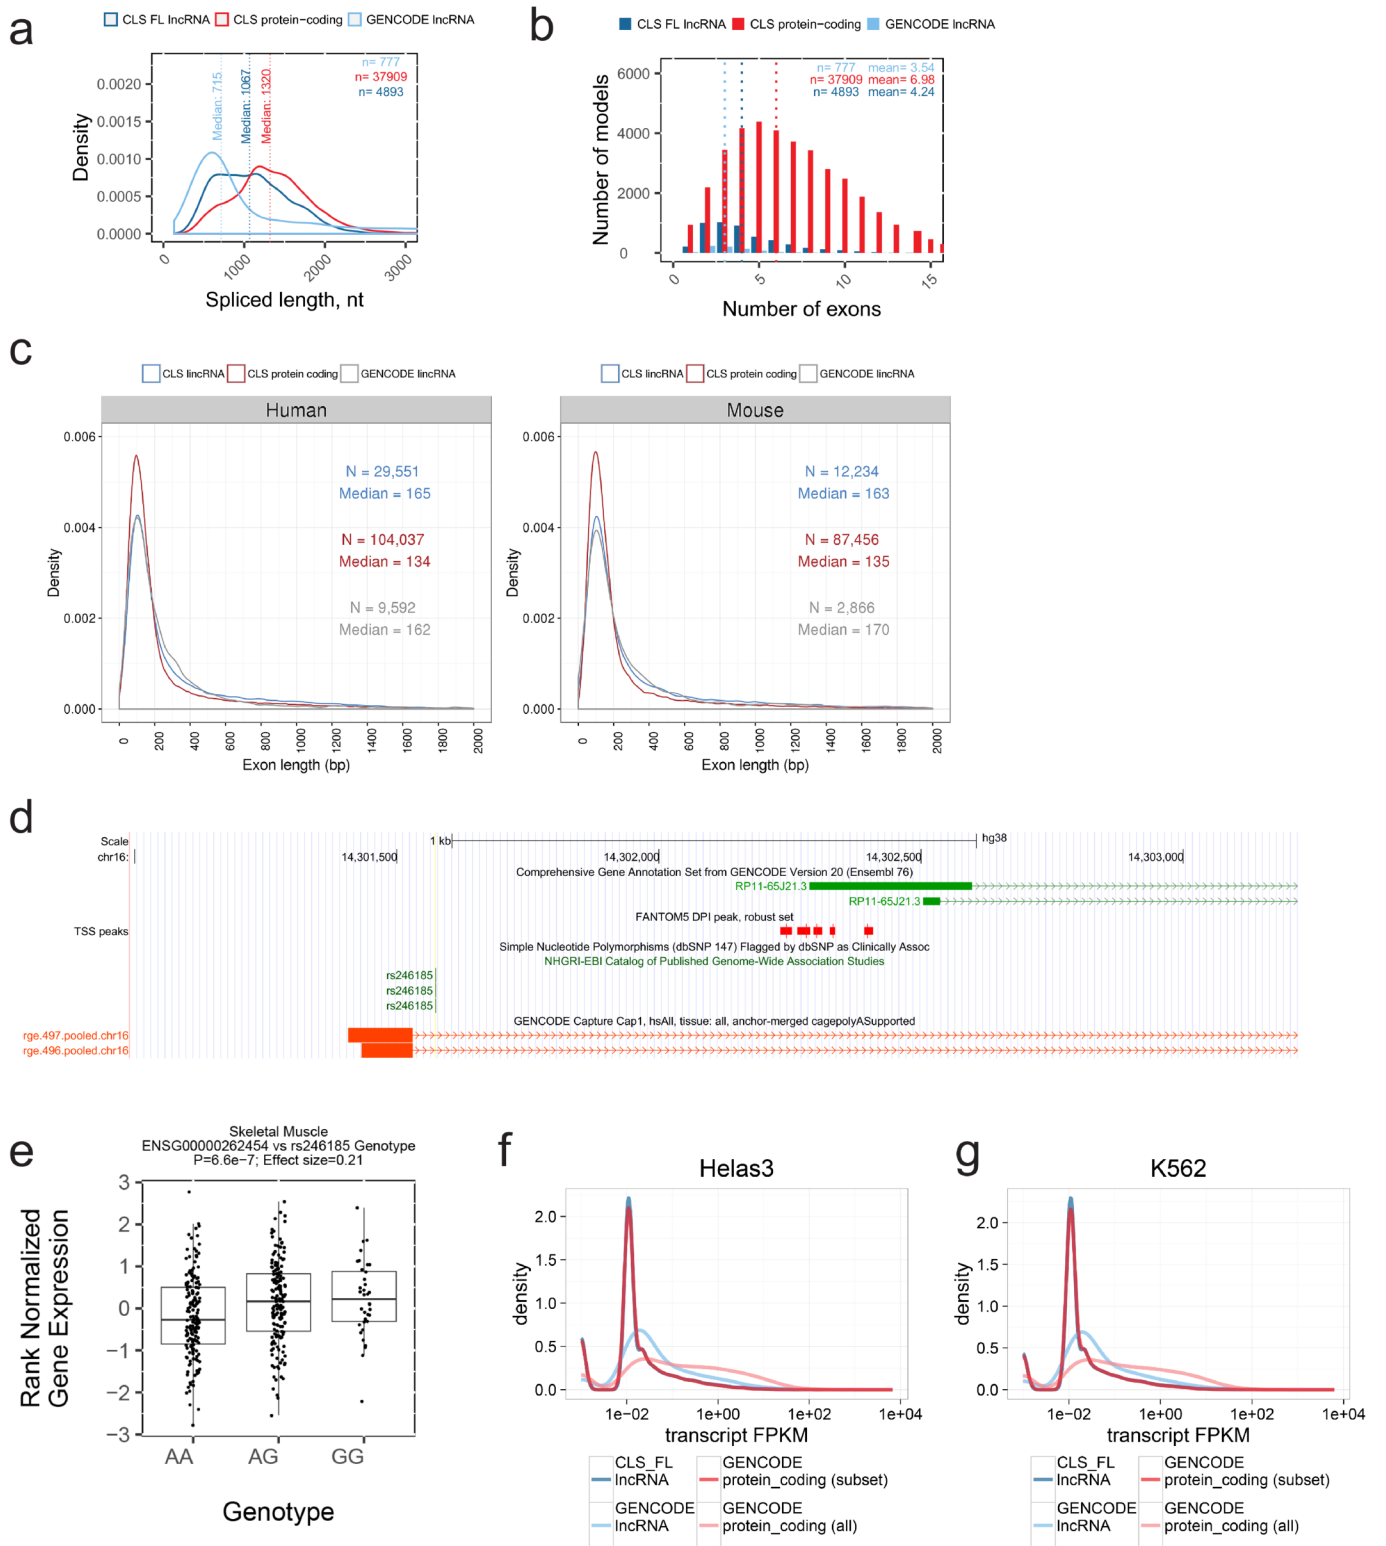 a
CLS FL lncRNA CLS protein-coding GENCODE lncRNA
n= 777
n= 37909
n= 4893
Median: 715
Median: 1067
Median: 1320
Density
0.0020
0.0015
0.0010
0.0005
0.0000
0 1000 2000 3000
Spliced length, nt
b
CLS FL lncRNA CLS protein-coding GENCODE lncRNA
n= 777 mean= 3.54
n= 37909 mean= 6.98
n= 4893 mean= 4.24
Number of models
6000
4000
2000
0
0 5 10 15
Number of exons
c
CLS lincRNA CLS protein coding GENCODE lincRNA
Human
0.006
0.004
0.002
0.000
Density
N = 29,551
Median = 165
N = 104,037
Median = 134
N = 9,592
Median = 162
0 200 400 600 800 1000 1200 1400 1600 1800 2000
Exon length (bp)
CLS lincRNA CLS protein coding GENCODE lincRNA
Mouse
0.006
0.004
0.002
0.000
Density
N = 12,234
Median = 163
N = 87,456
Median = 135
N = 2,866
Median = 170
0 200 400 600 800 1000 1200 1400 1600 1800 2000
Exon length (bp)
d
Scale 1 kb hg38
chr16: 14,301,500 14,302,000 14,302,500 14,303,000
Comprehensive Gene Annotation Set from GENCODE Version 20 (Ensembl 76)
RP11-65J21.3
RP11-65J21.3
FANTOM5 DPI peak, robust set
TSS peaks
Simple Nucleotide Polymorphisms (dbSNP 147) Flagged by dbSNP as Clinically Assoc
NHGRI-EBI Catalog of Published Genome-Wide Association Studies
rs246185
rs246185
rs246185
GENCODE Capture Cap1, hsAll, tissue: all, anchor-merged cagepolyASupported
rge.497.pooled.chr16
rge.496.pooled.chr16
e
Skeletal Muscle
ENSG00000262454 vs rs246185 Genotype
P=6.6e-7; Effect size=0.21
Rank Normalized
Gene Expression
3
2
1
0
−1
−2
−3
AA AG GG
Genotype
f
Helas3
density
2.0
1.5
1.0
0.5
0.0
1e−02 1e+00 1e+02 1e+04
transcript FPKM
CLS_FL lncRNA
GENCODE protein_coding (subset)
GENCODE lncRNA
GENCODE protein_coding (all)
g
K562
density
2.0
1.5
1.0
0.5
0.0
1e−02 1e+00 1e+02 1e+04
transcript FPKM
CLS_FL lncRNA
GENCODE protein_coding (subset)
GENCODE lncRNA
GENCODE protein_coding (all)